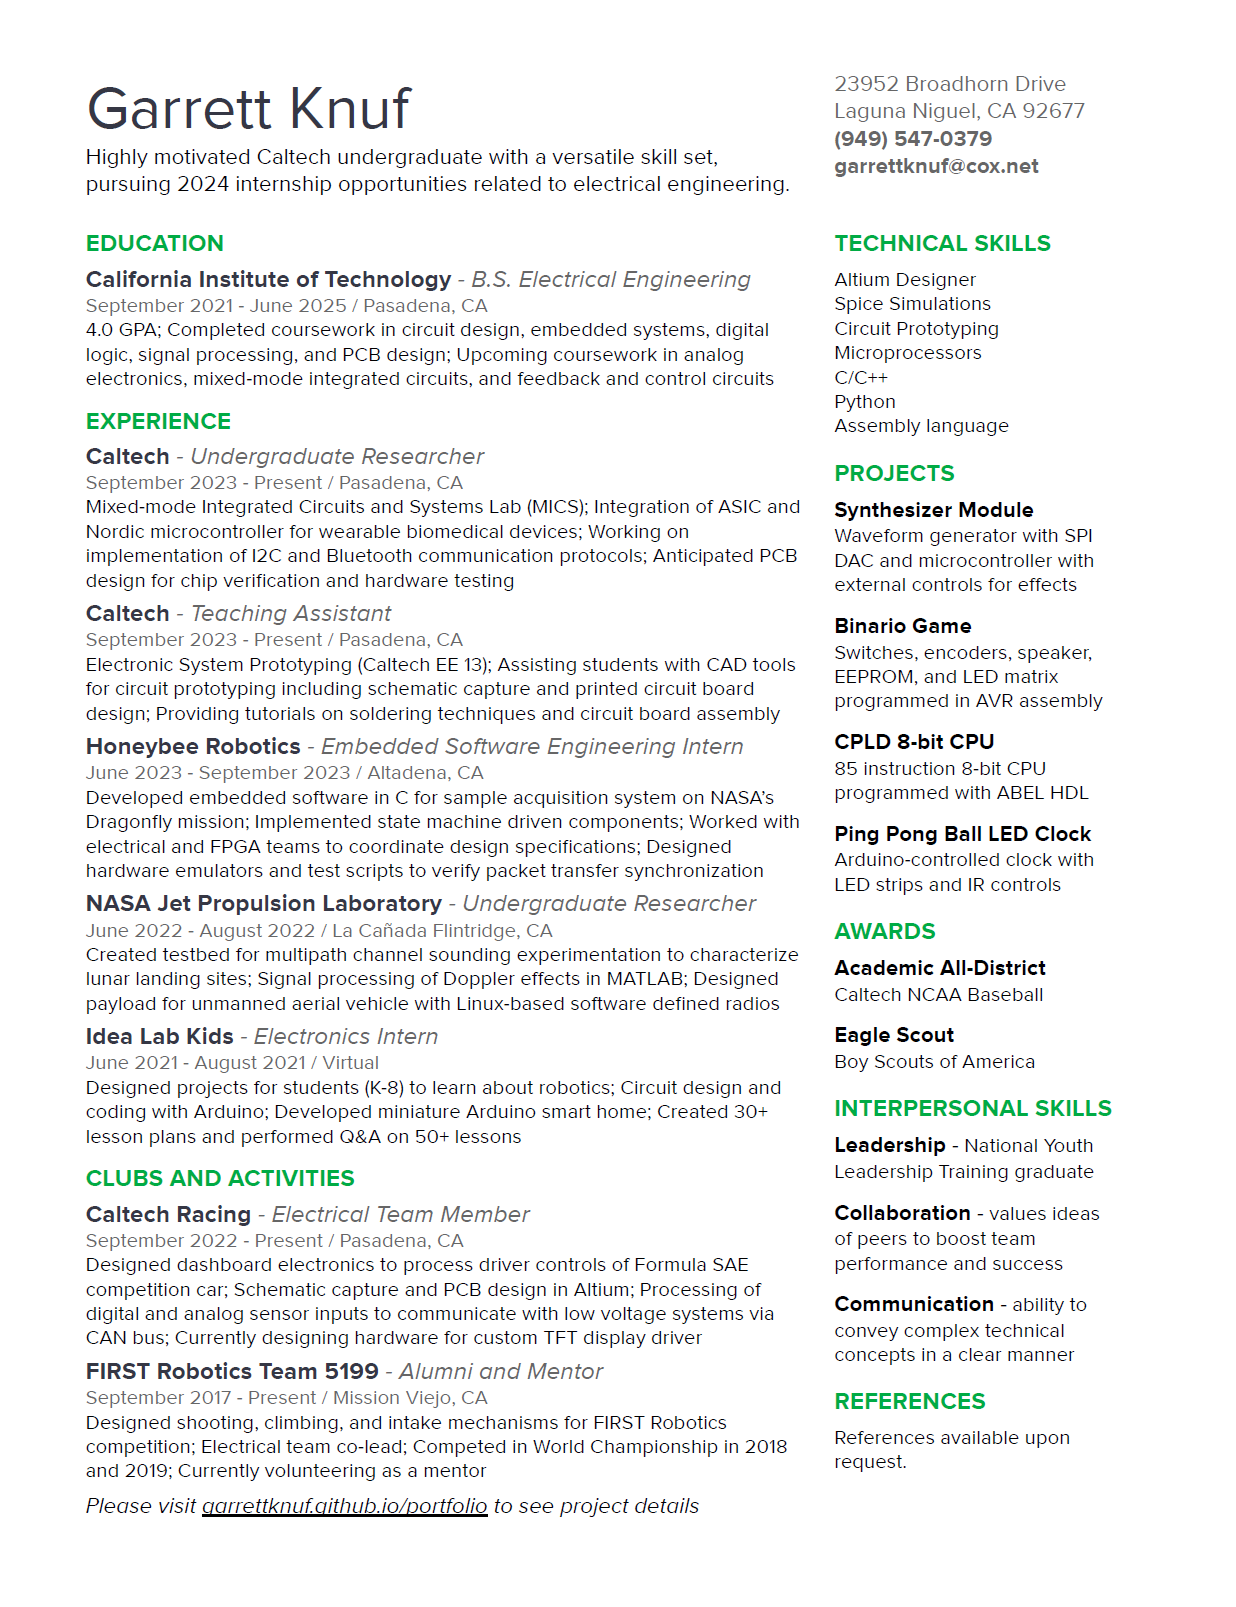 Garrett Knuf
Highly motivated Caltech undergraduate with a versatile skill set,
pursuing 2024 internship opportunities related to electrical engineering.
23952 Broadhorn Drive
Laguna Niguel, CA 92677
(949) 547-0379
garrettknuf@cox.net
EDUCATION
California Institute of Technology - B.S. Electrical Engineering
September 2021 - June 2025 / Pasadena, CA
4.0 GPA; Completed coursework in circuit design, embedded systems, digital
logic, signal processing, and PCB design; Upcoming coursework in analog
electronics, mixed-mode integrated circuits, and feedback and control circuits
EXPERIENCE
Caltech - Undergraduate Researcher
September 2023 - Present / Pasadena, CA
Mixed-mode Integrated Circuits and Systems Lab (MICS); Integration of ASIC and
Nordic microcontroller for wearable biomedical devices; Working on
implementation of I2C and Bluetooth communication protocols; Anticipated PCB
design for chip verification and hardware testing
Caltech - Teaching Assistant
September 2023 - Present / Pasadena, CA
Electronic System Prototyping (Caltech EE 13); Assisting students with CAD tools
for circuit prototyping including schematic capture and printed circuit board
design; Providing tutorials on soldering techniques and circuit board assembly
Honeybee Robotics - Embedded Software Engineering Intern
June 2023 - September 2023 / Altadena, CA
Developed embedded software in C for sample acquisition system on NASA’s
Dragonfly mission; Implemented state machine driven components; Worked with
electrical and FPGA teams to coordinate design specifications; Designed
hardware emulators and test scripts to verify packet transfer synchronization
NASA Jet Propulsion Laboratory - Undergraduate Researcher
June 2022 - August 2022 / La Cañada Flintridge, CA
Created testbed for multipath channel sounding experimentation to characterize
lunar landing sites; Signal processing of Doppler effects in MATLAB; Designed
payload for unmanned aerial vehicle with Linux-based software defined radios
Idea Lab Kids - Electronics Intern
June 2021 - August 2021 / Virtual
Designed projects for students (K-8) to learn about robotics; Circuit design and
coding with Arduino; Developed miniature Arduino smart home; Created 30+
lesson plans and performed Q&A on 50+ lessons
CLUBS AND ACTIVITIES
Caltech Racing - Electrical Team Member
September 2022 - Present / Pasadena, CA
Designed dashboard electronics to process driver controls of Formula SAE
competition car; Schematic capture and PCB design in Altium; Processing of
digital and analog sensor inputs to communicate with low voltage systems via
CAN bus; Currently designing hardware for custom TFT display driver
FIRST Robotics Team 5199 - Alumni and Mentor
September 2017 - Present / Mission Viejo, CA
Designed shooting, climbing, and intake mechanisms for FIRST Robotics
competition; Electrical team co-lead; Competed in World Championship in 2018
and 2019; Currently volunteering as a mentor
Please visit garrettknuf.github.io/portfolio to see project details
TECHNICAL SKILLS
Altium Designer
Spice Simulations
Circuit Prototyping
Microprocessors
C/C++
Python
Assembly language
PROJECTS
Synthesizer Module
Waveform generator with SPI
DAC and microcontroller with
external controls for effects
Binario Game
Switches, encoders, speaker,
EEPROM, and LED matrix
programmed in AVR assembly
CPLD 8-bit CPU
85 instruction 8-bit CPU
programmed with ABEL HDL
Ping Pong Ball LED Clock
Arduino-controlled clock with
LED strips and IR controls
AWARDS
Academic All-District
Caltech NCAA Baseball
Eagle Scout
Boy Scouts of America
INTERPERSONAL SKILLS
Leadership - National Youth
Leadership Training graduate
Collaboration - values ideas
of peers to boost team
performance and success
Communication - ability to
convey complex technical
concepts in a clear manner
REFERENCES
References available upon
request.